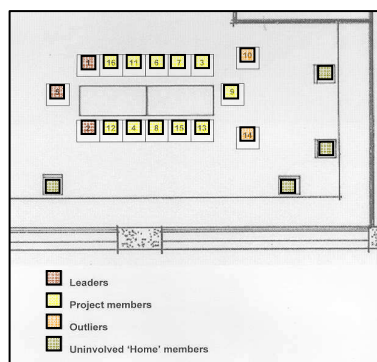 10
1 16 11 6 7 3
5 9
2 12 4 8 15 13
14
Leaders
Project members
Outliers
Uninvolved 'Home' members